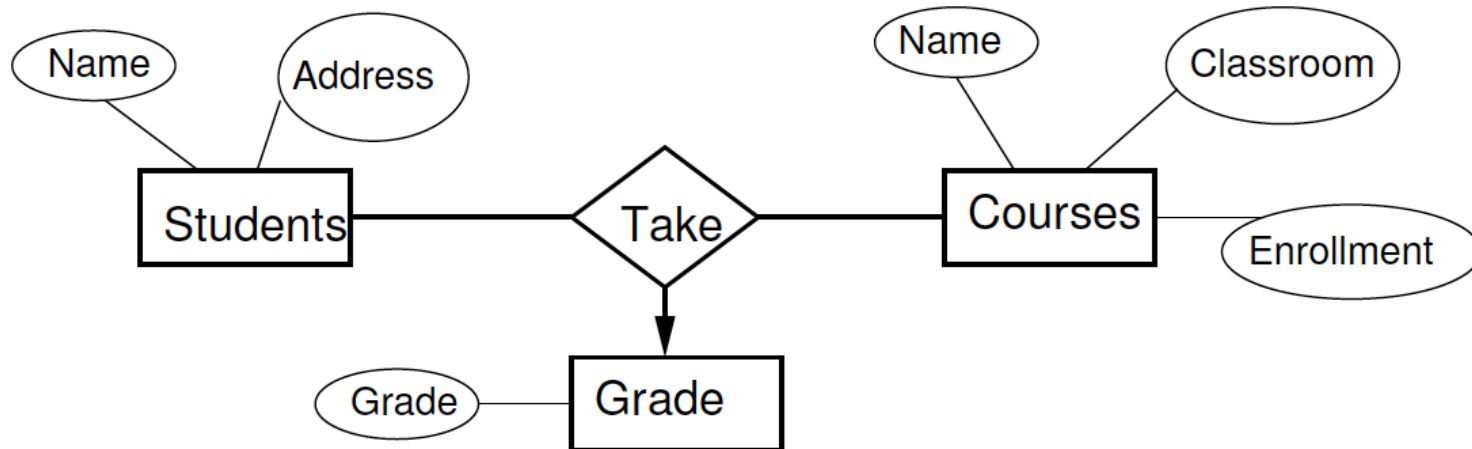 Name
Address
Name
Classroom
Students
Take
Courses
Enrollment
Grade
Grade